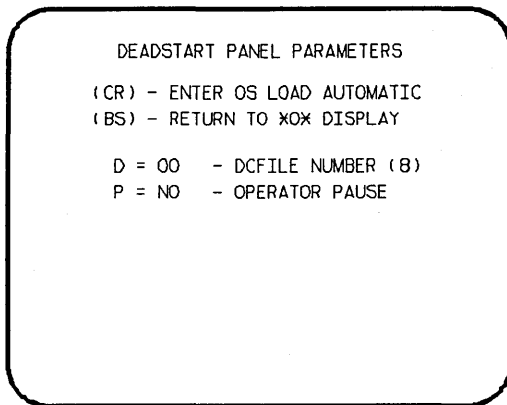 DEADSTART PANEL PARAMETERS
(CR) - ENTER OS LOAD AUTOMATIC
(BS) - RETURN TO *O* DISPLAY
D = 00 - DCFILE NUMBER (8)
P = NO - OPERATOR PAUSE